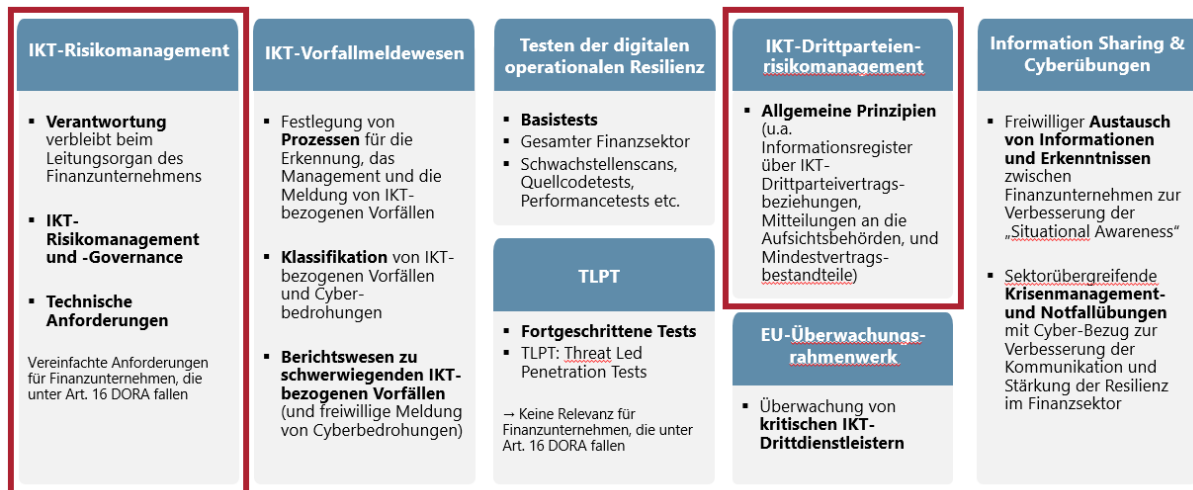 IKT-Risikomanagement
▪ Verantwortung
verbleibt beim
Leitungsorgan des
Finanzunternehmens
▪ IKT-
Risikomanagement
und -Governance
▪ Technische
Anforderungen
Vereinfachte Anforderungen
für Finanzunternehmen, die
unter Art. 16 DORA fallen
IKT-Vorfallmeldewesen
▪ Festlegung von
Prozessen für die
Erkennung, das
Management und die
Meldung von IKT-
bezogenen Vorfällen
▪ Klassifikation von IKT-
bezogenen Vorfällen
und Cyber-
bedrohungen
▪ Berichtswesen zu
schwerwiegenden IKT-
bezogenen Vorfällen
(und freiwillige Meldung
von Cyberbedrohungen)
Testen der digitalen
operationalen Resilienz
▪ Basistests
▪ Gesamter Finanzsektor
▪ Schwachstellenscans,
Quellcodetests,
Performancetests etc.
TLPT
▪ Fortgeschrittene Tests
▪ TLPT: Threat Led
Penetration Tests
→ Keine Relevanz für
Finanzunternehmen, die unter
Art. 16 DORA fallen
IKT-Drittparteien-
risikomanagement
▪ Allgemeine Prinzipien
(u.a.
Informationsregister
über IKT-
Drittparteivertrags-
beziehungen,
Mitteilungen an die
Aufsichtsbehörden, und
Mindestvertrags-
bestandteile)
EU-Überwachungs-
rahmenwerk
▪ Überwachung von
kritischen IKT-
Drittdienstleistern
Information Sharing &
Cyberübungen
▪ Freiwilliger Austausch
von Informationen
und Erkenntnissen
zwischen
Finanzunternehmen zur
Verbesserung der
„Situational Awareness“
▪ Sektorübergreifende
Krisenmanagement-
und Notfallübungen
mit Cyber-Bezug zur
Verbesserung der
Kommunikation und
Stärkung der Resilienz
im Finanzsektor